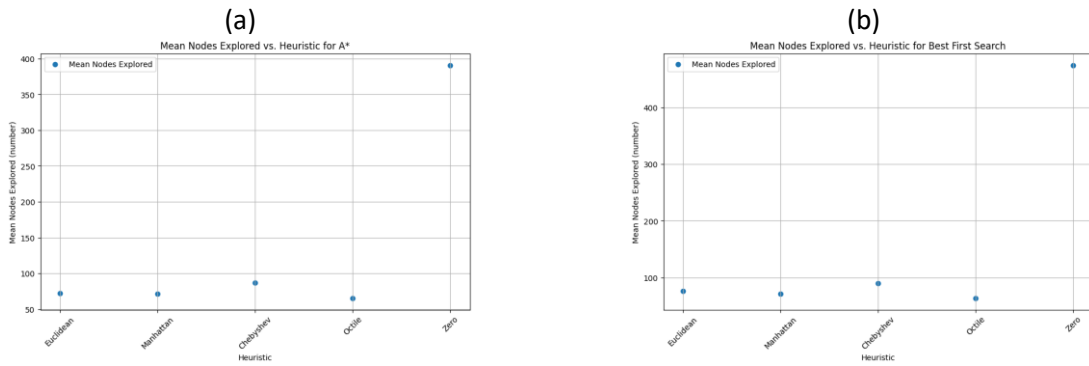 (a)
Mean Nodes Explored vs. Heuristic for A*
Mean Nodes Explored
400
350
300
250
200
150
100
50
Mean Nodes Explored (number)
Euclidean
Manhattan
Chebyshev
Octile
Zero
Heuristic
(b)
Mean Nodes Explored vs. Heuristic for Best First Search
Mean Nodes Explored
400
300
200
100
Mean Nodes Explored (number)
Euclidean
Manhattan
Chebyshev
Octile
Zero
Heuristic